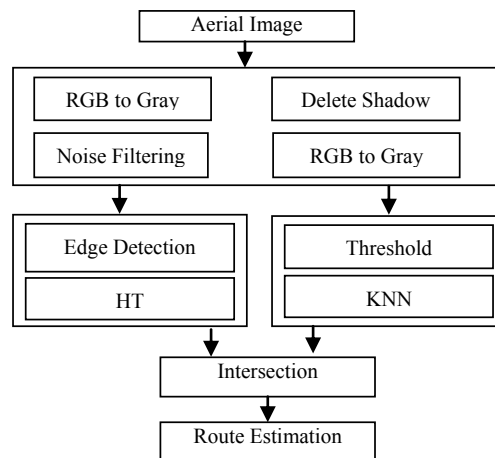 Aerial Image
RGB to Gray
Delete Shadow
Noise Filtering
RGB to Gray
Edge Detection
Threshold
HT
KNN
Intersection
Route Estimation